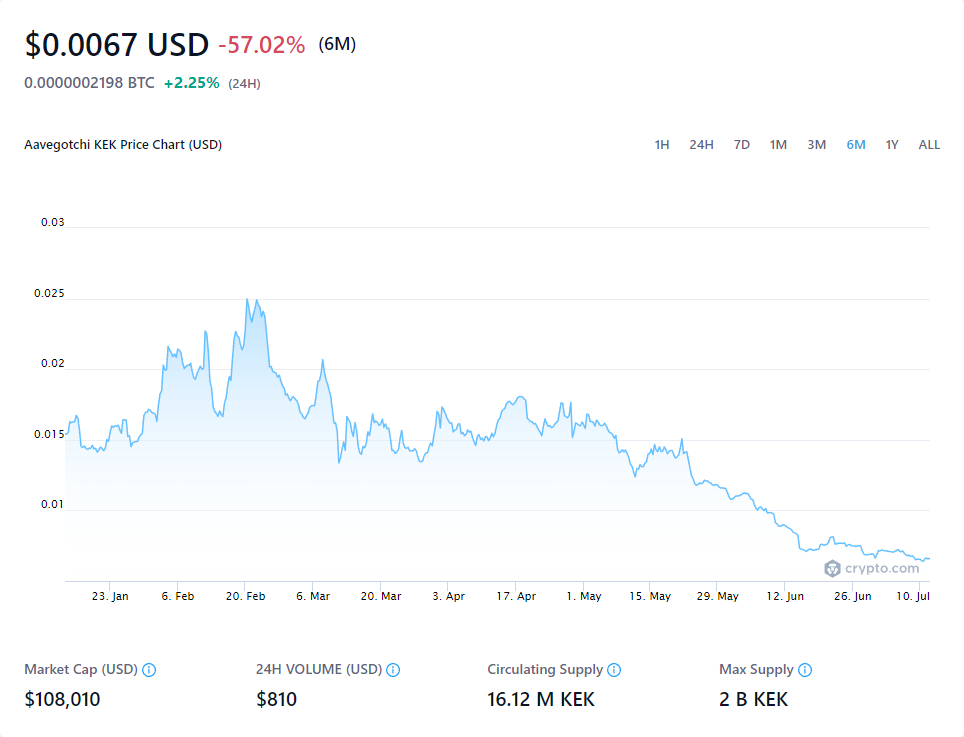 $0.0067 USD -57.02% (6M)
0.0000002198 BTC +2.25% (24H)
Aavegotchi KEK Price Chart (USD) 1H 24H 7D 1M 3M 6M 1Y ALL
0.03
0.025
0.02
0.015
0.01
crypto.com
23. Jan 6. Feb 20. Feb 6. Mar 20. Mar 3. Apr 17. Apr 1. May 15. May 29. May 12. Jun 26. Jun 10. Jul
Market Cap (USD) 24H VOLUME (USD) Circulating Supply Max Supply
$108,010 $810 16.12 M KEK 2 B KEK